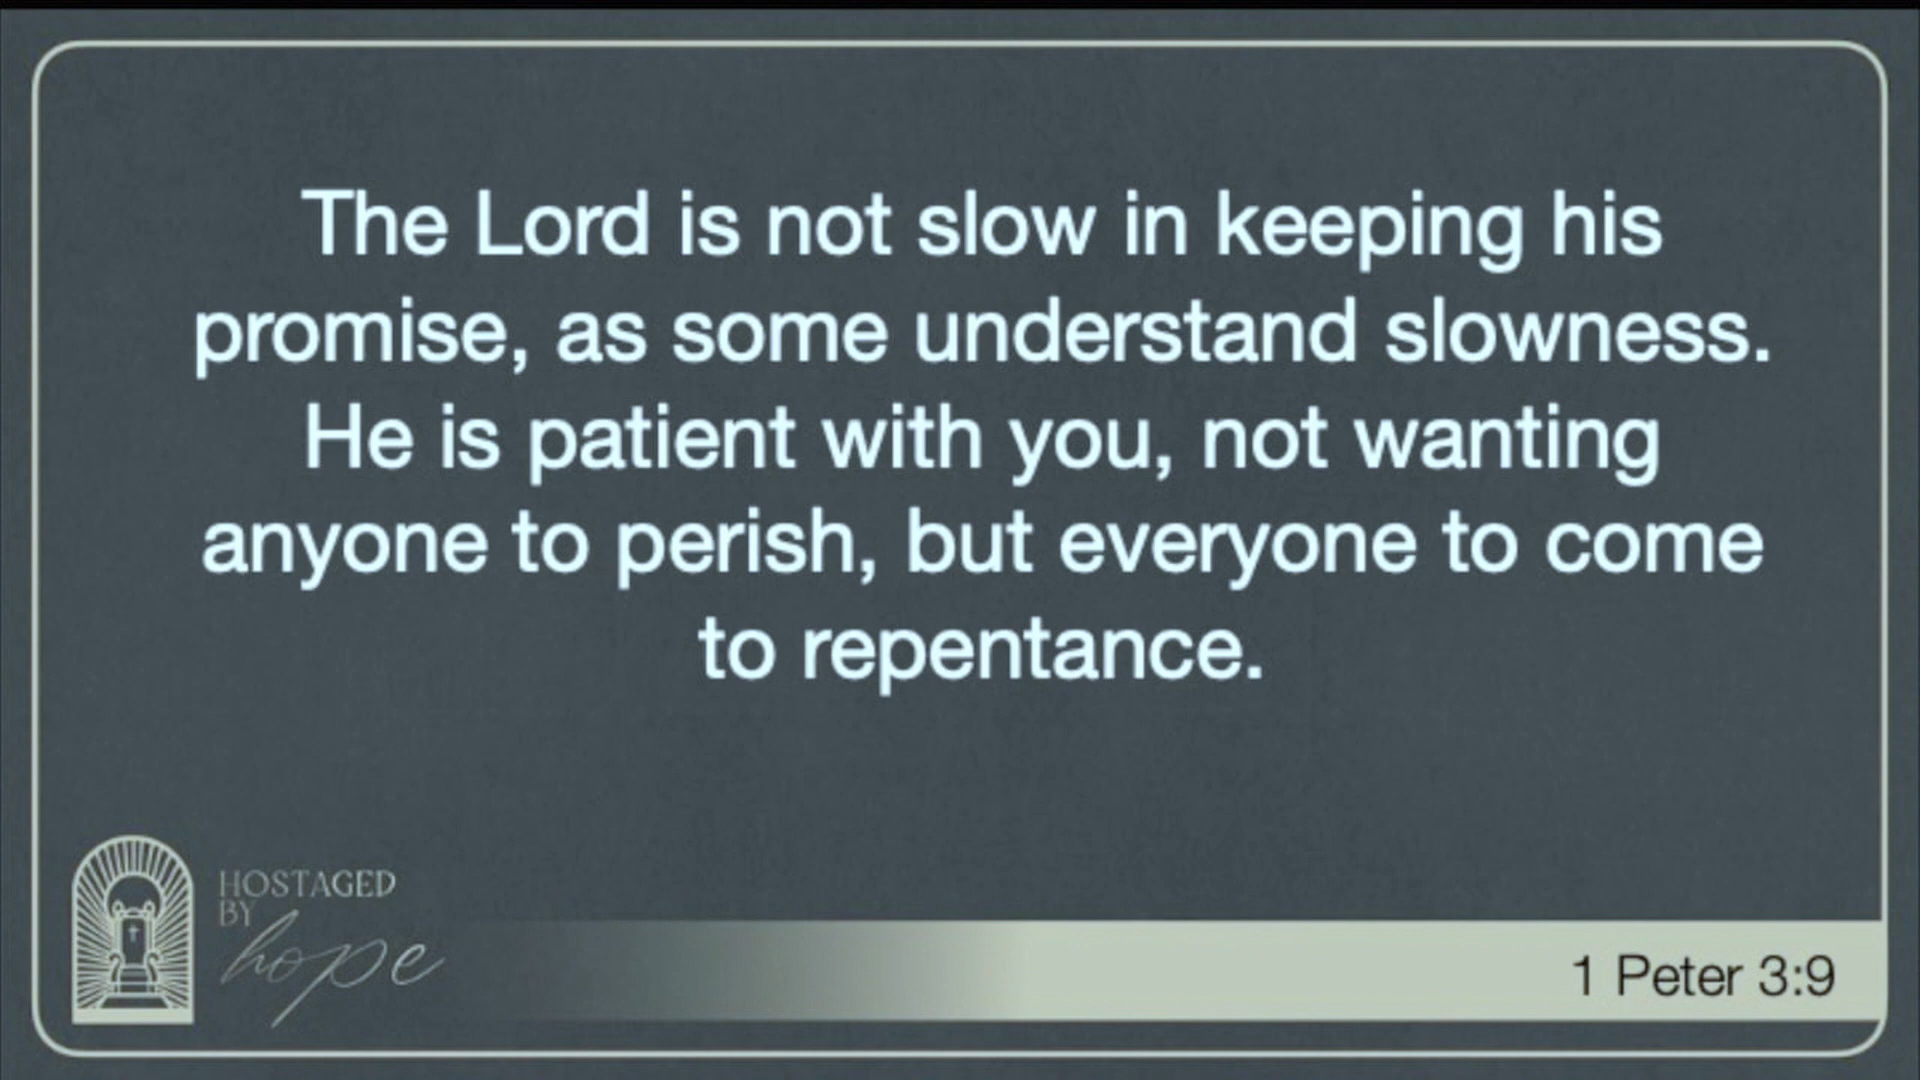 The Lord is not slow in keeping his
promise, as some understand slowness.
He is patient with you, not wanting
anyone to perish, but everyone to come
to repentance.
HOSTAGED
BY
hope
1 Peter 3:9